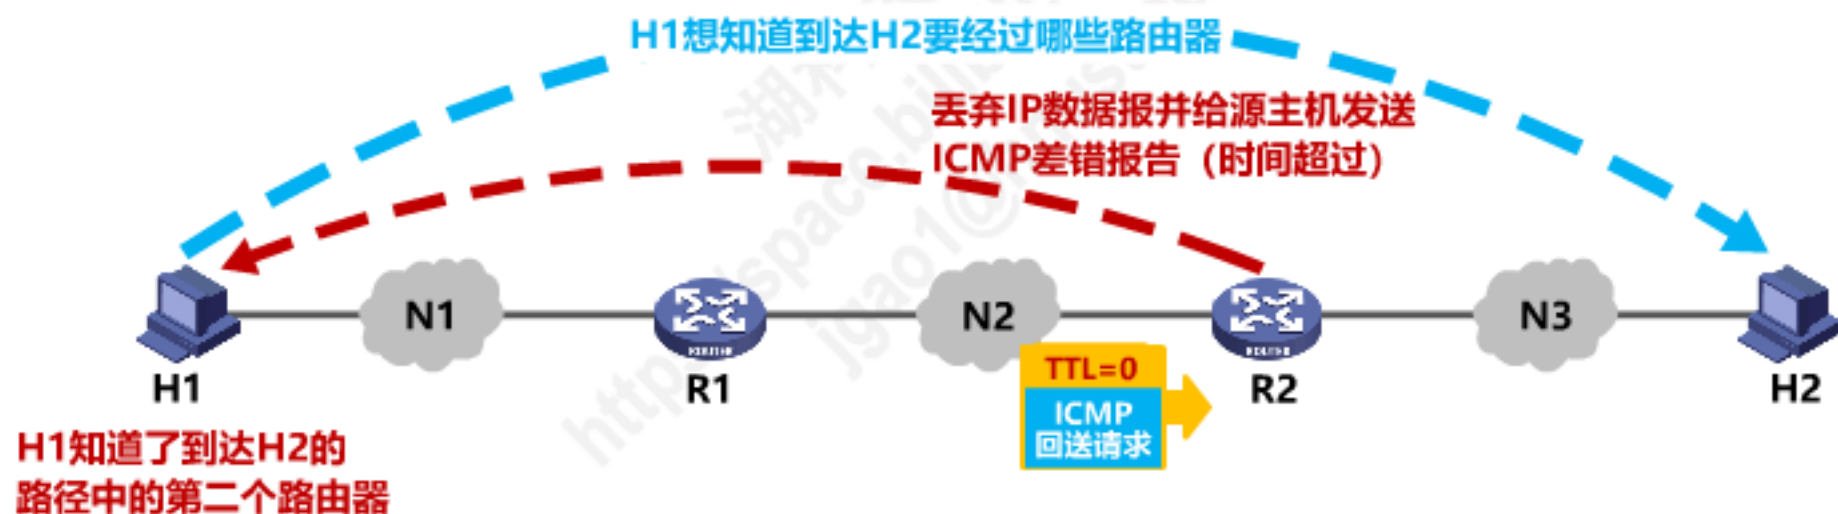 H1想知道到达H2要经过哪些路由器
丢弃IP数据报并给源主机发送
ICMP差错报告（时间超过）
N1
N2
N3
ROUTER
ROUTER
H1
R1
R2
H2
TTL=0
ICMP
回送请求
H1知道了到达H2的
路径中的第二个路由器